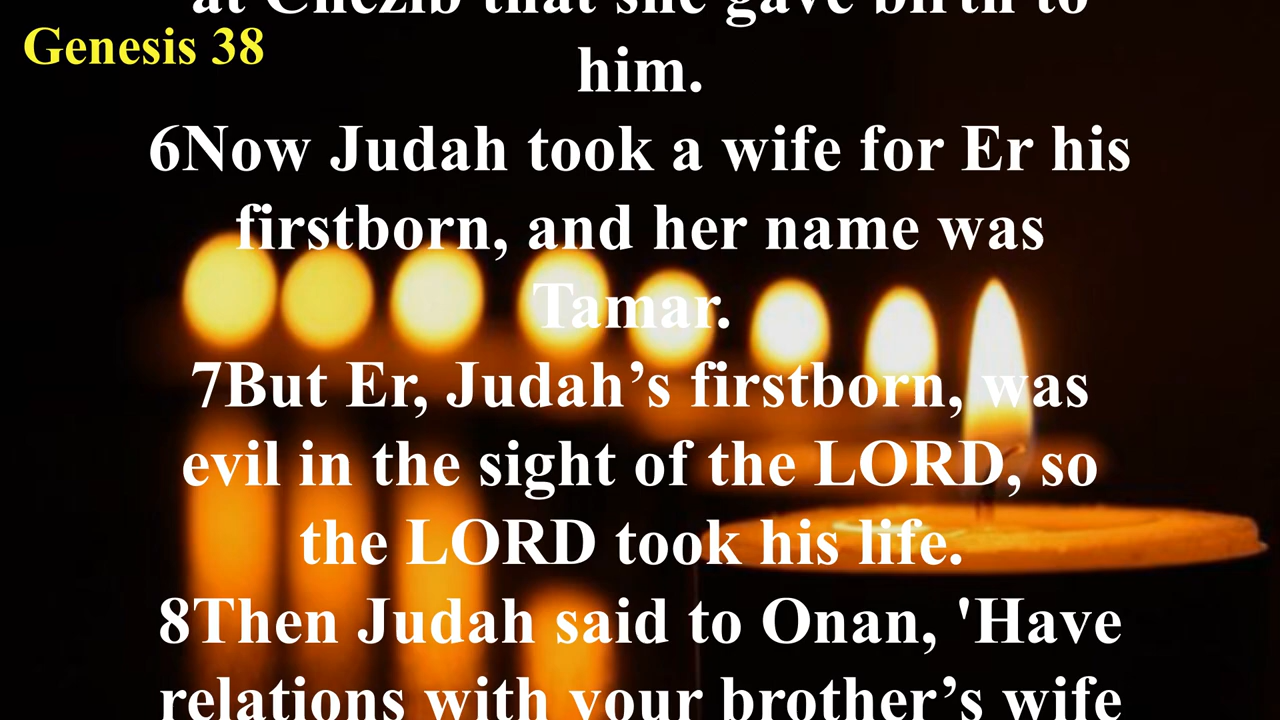 at Chezib that she gave birth to
Genesis 38
him.
6Now Judah took a wife for Er his
firstborn, and her name was
Tamar.
7But Er, Judah’s firstborn, was
evil in the sight of the LORD, so
the LORD took his life.
8Then Judah said to Onan, 'Have
relations with your brother’s wife